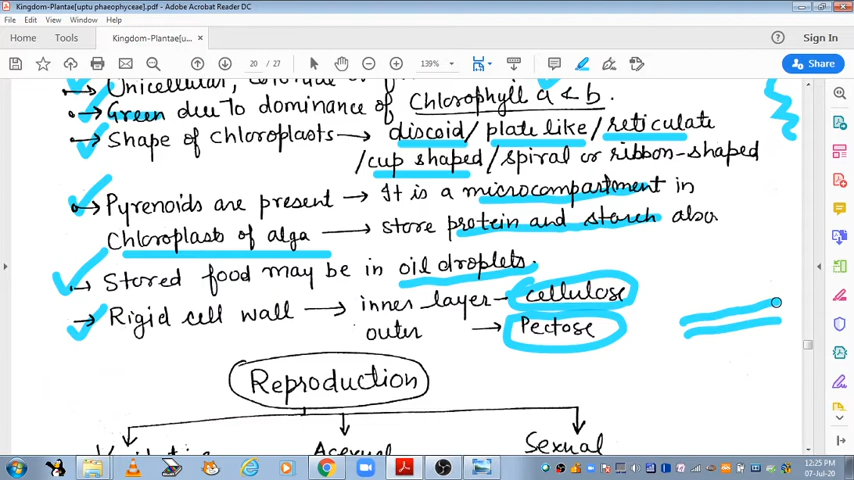 Kingdom-Plantae[uptu phaeophyceae].pdf - Adobe Acrobat Reader DC
File Edit View Window Help
Home Tools Kingdom-Plantae[u... × Sign In
20 / 27 139% Share
Unicellular, colonial or
Green due to dominance of Chlorophyll a & b.
Shape of chloroplasts → discoid/ plate like/ reticulate
/cup shaped/spiral or ribbon-shaped
Pyrenoids are present → It is a microcompartment in
Chloroplasts of alga → store protein and starch also
Stored food may be in oil droplets.
Rigid cell wall → inner layer- cellulose
outer → Pectose
Reproduction
Asexual Sexual
12:25 PM
07-Jul-20